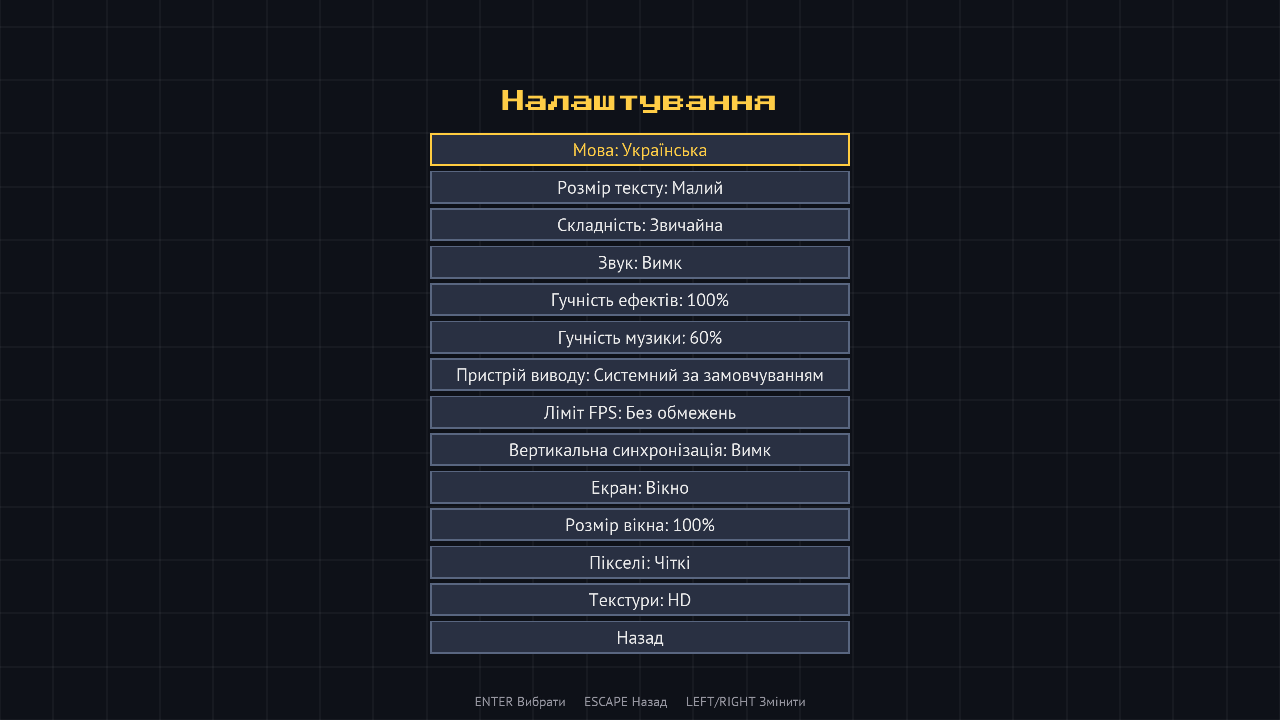 Налаштування
Мова: Українська
Розмір тексту: Малий
Складність: Звичайна
Звук: Вимк
Гучність ефектів: 100%
Гучність музики: 60%
Пристрій виводу: Системний за замовчуванням
Ліміт FPS: Без обмежень
Вертикальна синхронізація: Вимк
Екран: Вікно
Розмір вікна: 100%
Пікселі: Чіткі
Текстури: HD
Назад
ENTER Вибрати ESCAPE Назад LEFT/RIGHT Змінити